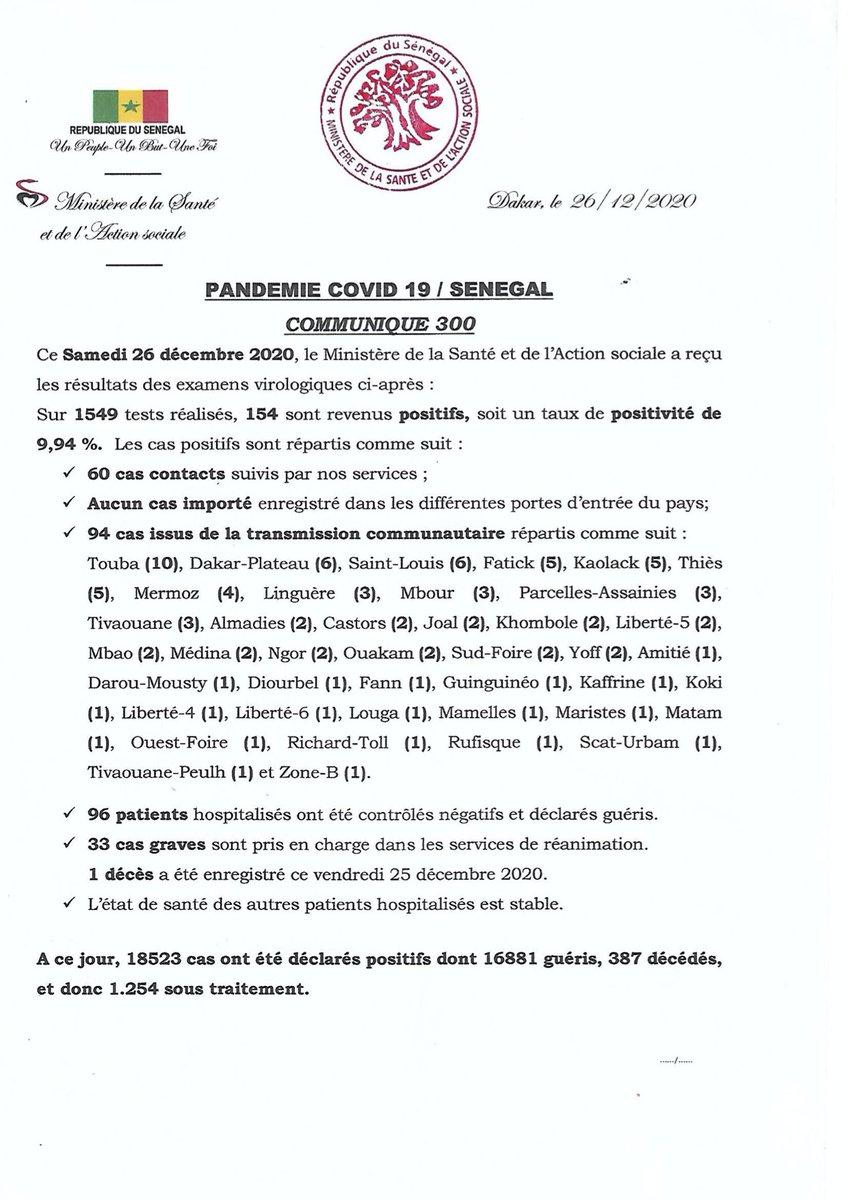 République du Sénégal
MINISTÈRE DE LA SANTE ET DE L'ACTION SOCIALE
REPUBLIQUE DU SENEGAL
Un Peuple-Un But-Une Foi
Ministère de la Santé
et de l'Action sociale
Dakar, le 26/12/2020
PANDEMIE COVID 19 / SENEGAL
COMMUNIQUE 300
Ce Samedi 26 décembre 2020, le Ministère de la Santé et de l'Action sociale a reçu
les résultats des examens virologiques ci-après :
Sur 1549 tests réalisés, 154 sont revenus positifs, soit un taux de positivité de
9,94 %. Les cas positifs sont répartis comme suit :
✓ 60 cas contacts suivis par nos services ;
✓ Aucun cas importé enregistré dans les différentes portes d'entrée du pays;
✓ 94 cas issus de la transmission communautaire répartis comme suit :
Touba (10), Dakar-Plateau (6), Saint-Louis (6), Fatick (5), Kaolack (5), Thiès
(5), Mermoz (4), Linguère (3), Mbour (3), Parcelles-Assainies (3),
Tivaouane (3), Almadies (2), Castors (2), Joal (2), Khombole (2), Liberté-5 (2),
Mbao (2), Médina (2), Ngor (2), Ouakam (2), Sud-Foire (2), Yoff (2), Amitié (1),
Darou-Mousty (1), Diourbel (1), Fann (1), Guinguinéo (1), Kaffrine (1), Koki
(1), Liberté-4 (1), Liberté-6 (1), Louga (1), Mamelles (1), Maristes (1), Matam
(1), Ouest-Foire (1), Richard-Toll (1), Rufisque (1), Scat-Urbam (1),
Tivaouane-Peulh (1) et Zone-B (1).
✓ 96 patients hospitalisés ont été contrôlés négatifs et déclarés guéris.
✓ 33 cas graves sont pris en charge dans les services de réanimation.
1 décès a été enregistré ce vendredi 25 décembre 2020.
✓ L'état de santé des autres patients hospitalisés est stable.
A ce jour, 18523 cas ont été déclarés positifs dont 16881 guéris, 387 décédés,
et donc 1.254 sous traitement.
....../......